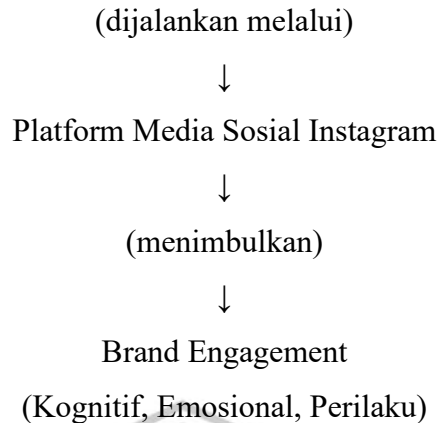 (dijalankan melalui)
↓
Platform Media Sosial Instagram
↓
(menimbulkan)
↓
Brand Engagement
(Kognitif, Emosional, Perilaku)